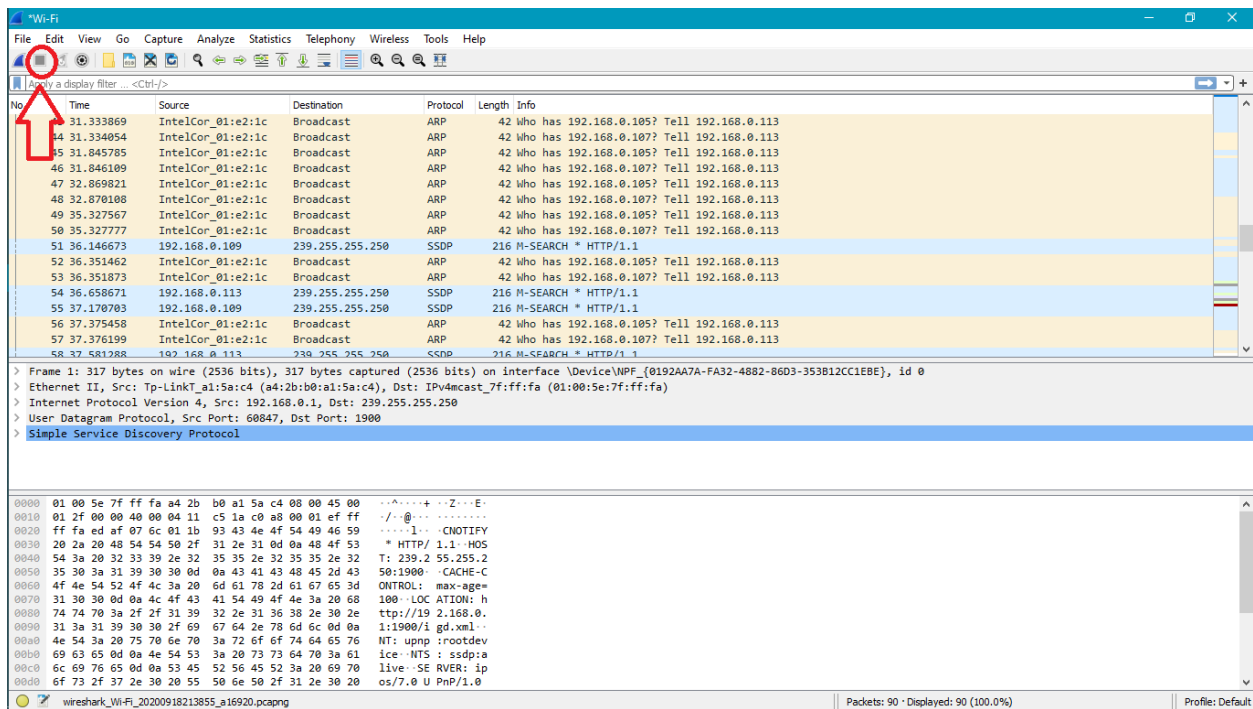 *Wi-Fi
File Edit View Go Capture Analyze Statistics Telephony Wireless Tools Help
Apply a display filter ... <Ctrl-/>
No. Time Source Destination Protocol Length Info
31.333869 IntelCor_01:e2:1c Broadcast ARP 42 Who has 192.168.0.105? Tell 192.168.0.113
44 31.334054 IntelCor_01:e2:1c Broadcast ARP 42 Who has 192.168.0.107? Tell 192.168.0.113
45 31.845785 IntelCor_01:e2:1c Broadcast ARP 42 Who has 192.168.0.105? Tell 192.168.0.113
46 31.846109 IntelCor_01:e2:1c Broadcast ARP 42 Who has 192.168.0.107? Tell 192.168.0.113
47 32.869821 IntelCor_01:e2:1c Broadcast ARP 42 Who has 192.168.0.105? Tell 192.168.0.113
48 32.870108 IntelCor_01:e2:1c Broadcast ARP 42 Who has 192.168.0.107? Tell 192.168.0.113
49 35.327567 IntelCor_01:e2:1c Broadcast ARP 42 Who has 192.168.0.105? Tell 192.168.0.113
50 35.327777 IntelCor_01:e2:1c Broadcast ARP 42 Who has 192.168.0.107? Tell 192.168.0.113
51 36.146673 192.168.0.109 239.255.255.250 SSDP 216 M-SEARCH * HTTP/1.1
52 36.351462 IntelCor_01:e2:1c Broadcast ARP 42 Who has 192.168.0.105? Tell 192.168.0.113
53 36.351873 IntelCor_01:e2:1c Broadcast ARP 42 Who has 192.168.0.107? Tell 192.168.0.113
54 36.658671 192.168.0.113 239.255.255.250 SSDP 216 M-SEARCH * HTTP/1.1
55 37.170703 192.168.0.109 239.255.255.250 SSDP 216 M-SEARCH * HTTP/1.1
56 37.375458 IntelCor_01:e2:1c Broadcast ARP 42 Who has 192.168.0.105? Tell 192.168.0.113
57 37.376199 IntelCor_01:e2:1c Broadcast ARP 42 Who has 192.168.0.107? Tell 192.168.0.113
58 37.581288 192.168.0.113 239.255.255.250 SSDP 216 M-SEARCH * HTTP/1.1
> Frame 1: 317 bytes on wire (2536 bits), 317 bytes captured (2536 bits) on interface \Device\NPF_{0192AA7A-FA32-4882-86D3-353B12CC1EBE}, id 0
> Ethernet II, Src: Tp-LinkT_a1:5a:c4 (a4:2b:b0:a1:5a:c4), Dst: IPv4mcast_7f:ff:fa (01:00:5e:7f:ff:fa)
> Internet Protocol Version 4, Src: 192.168.0.1, Dst: 239.255.255.250
> User Datagram Protocol, Src Port: 60847, Dst Port: 1900
> Simple Service Discovery Protocol
0000 01 00 5e 7f ff fa a4 2b b0 a1 5a c4 08 00 45 00 ··^····+ ··Z···E·
0010 01 2f 00 00 40 00 04 11 c5 1a c0 a8 00 01 ef ff ·/··@··· ········
0020 ff fa ed af 07 6c 01 1b 93 43 4e 4f 54 49 46 59 ·····l·· ·CNOTIFY
0030 20 2a 20 48 54 54 50 2f 31 2e 31 0d 0a 48 4f 53 * HTTP/ 1.1··HOS
0040 54 3a 20 32 33 39 2e 32 35 35 2e 32 35 35 2e 32 T: 239.2 55.255.2
0050 35 30 3a 31 39 30 30 0d 0a 43 41 43 48 45 2d 43 50:1900· ·CACHE-C
0060 4f 4e 54 52 4f 4c 3a 20 6d 61 78 2d 61 67 65 3d ONTROL: max-age=
0070 31 30 30 0d 0a 4c 4f 43 41 54 49 4f 4e 3a 20 68 100··LOC ATION: h
0080 74 74 70 3a 2f 2f 31 39 32 2e 31 36 38 2e 30 2e ttp://19 2.168.0.
0090 31 3a 31 39 30 30 2f 69 67 64 2e 78 6d 6c 0d 0a 1:1900/i gd.xml··
00a0 4e 54 3a 20 75 70 6e 70 3a 72 6f 6f 74 64 65 76 NT: upnp :rootdev
00b0 69 63 65 0d 0a 4e 54 53 3a 20 73 73 64 70 3a 61 ice··NTS : ssdp:a
00c0 6c 69 76 65 0d 0a 53 45 52 56 45 52 3a 20 69 70 live··SE RVER: ip
00d0 6f 73 2f 37 2e 30 20 55 50 6e 50 2f 31 2e 30 20 os/7.0 U PnP/1.0
wireshark_Wi-Fi_20200918213855_a16920.pcapng Packets: 90 · Displayed: 90 (100.0%) Profile: Default